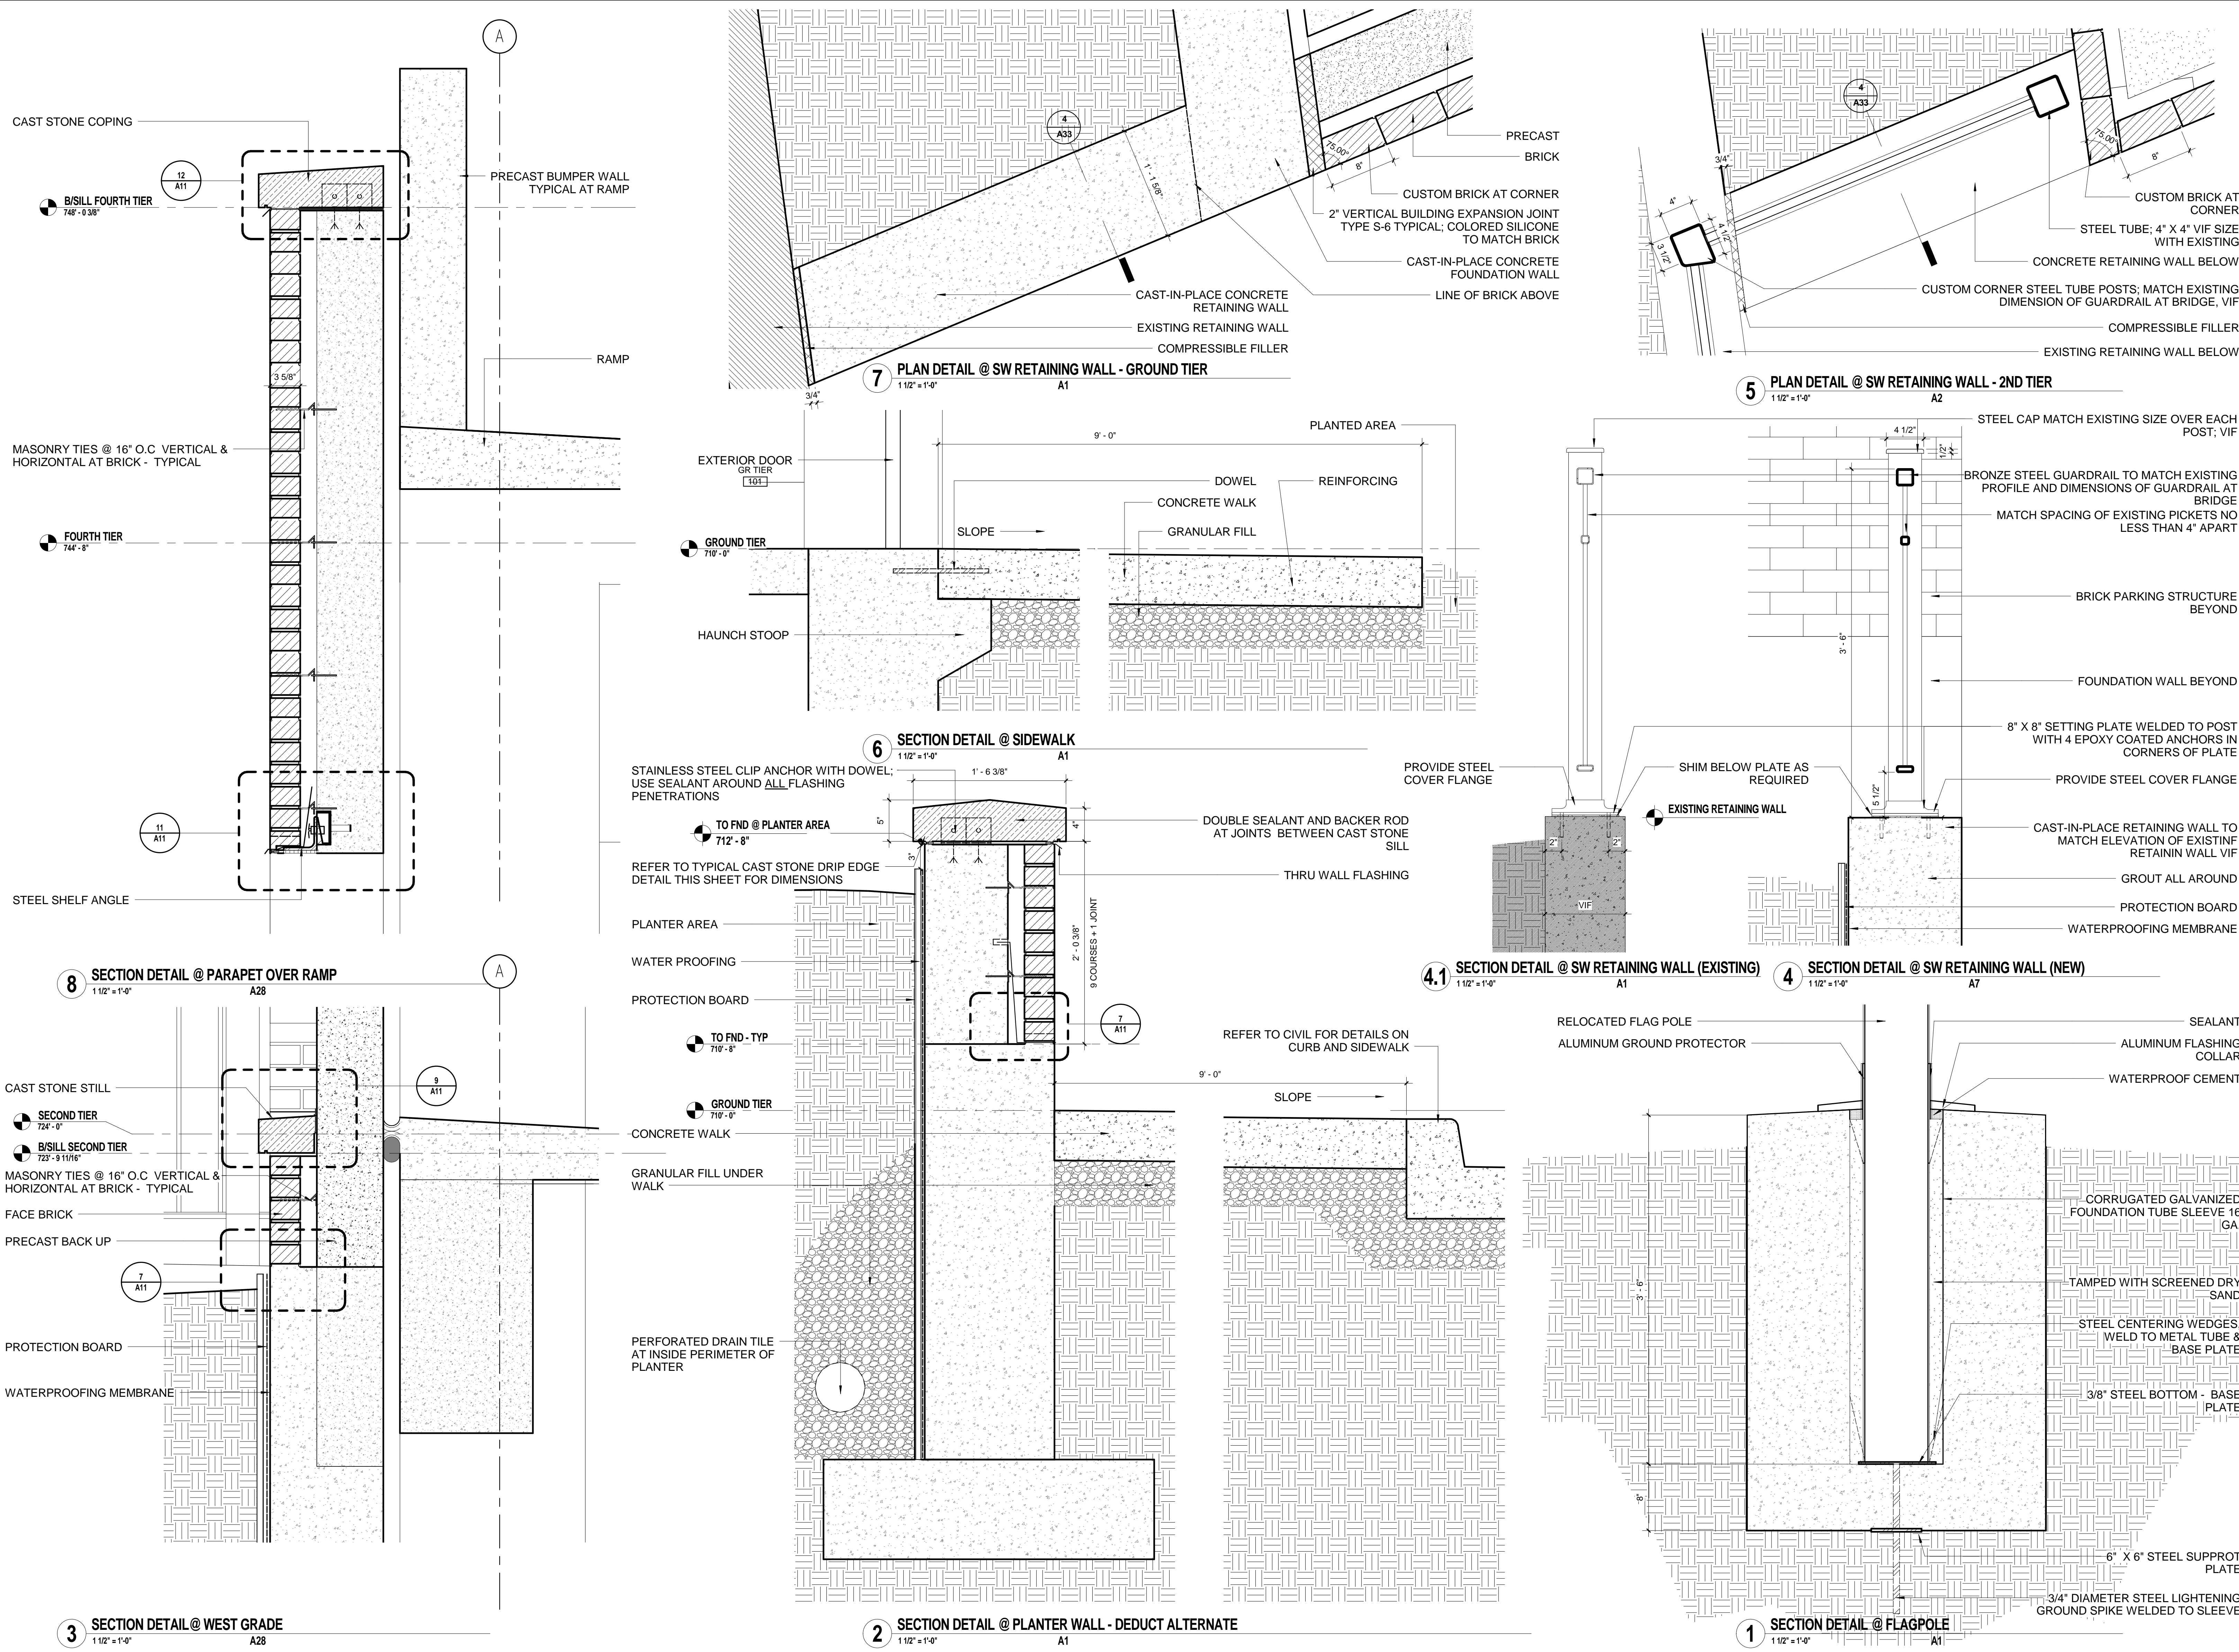 A
CAST STONE COPING
12
A11
PRECAST BUMPER WALL
TYPICAL AT RAMP
B/SILL FOURTH TIER
748' - 0 3/8"
RAMP
3 5/8"
MASONRY TIES @ 16" O.C VERTICAL &
HORIZONTAL AT BRICK - TYPICAL
FOURTH TIER
744' - 8"
11
A11
STEEL SHELF ANGLE
8
SECTION DETAIL @ PARAPET OVER RAMP
1 1/2" = 1'-0"
A28
4
A33
1' - 1 5/8"
75.00°
8"
PRECAST
BRICK
CUSTOM BRICK AT CORNER
2" VERTICAL BUILDING EXPANSION JOINT
TYPE S-6 TYPICAL; COLORED SILICONE
TO MATCH BRICK
CAST-IN-PLACE CONCRETE
FOUNDATION WALL
LINE OF BRICK ABOVE
CAST-IN-PLACE CONCRETE
RETAINING WALL
EXISTING RETAINING WALL
COMPRESSIBLE FILLER
3/4"
7
PLAN DETAIL @ SW RETAINING WALL - GROUND TIER
1 1/2" = 1'-0"
A1
4
A33
75.00°
8"
3/4"
4"
4 1/2"
3 1/2"
CUSTOM BRICK AT
CORNER
STEEL TUBE; 4" X 4" VIF SIZE
WITH EXISTING
CONCRETE RETAINING WALL BELOW
CUSTOM CORNER STEEL TUBE POSTS; MATCH EXISTING
DIMENSION OF GUARDRAIL AT BRIDGE, VIF
COMPRESSIBLE FILLER
EXISTING RETAINING WALL BELOW
5
PLAN DETAIL @ SW RETAINING WALL - 2ND TIER
1 1/2" = 1'-0"
A2
9' - 0"
PLANTED AREA
EXTERIOR DOOR
GR TIER
101
DOWEL
REINFORCING
CONCRETE WALK
SLOPE
GRANULAR FILL
GROUND TIER
710' - 0"
HAUNCH STOOP
6
SECTION DETAIL @ SIDEWALK
1 1/2" = 1'-0"
A1
STEEL CAP MATCH EXISTING SIZE OVER EACH
POST; VIF
4 1/2"
1/2"
BRONZE STEEL GUARDRAIL TO MATCH EXISTING
PROFILE AND DIMENSIONS OF GUARDRAIL AT
BRIDGE
MATCH SPACING OF EXISTING PICKETS NO
LESS THAN 4" APART
BRICK PARKING STRUCTURE
BEYOND
3' - 6"
FOUNDATION WALL BEYOND
8" X 8" SETTING PLATE WELDED TO POST
WITH 4 EPOXY COATED ANCHORS IN
CORNERS OF PLATE
PROVIDE STEEL
COVER FLANGE
SHIM BELOW PLATE AS
REQUIRED
PROVIDE STEEL COVER FLANGE
5 1/2"
EXISTING RETAINING WALL
2"
2"
VIF
CAST-IN-PLACE RETAINING WALL TO
MATCH ELEVATION OF EXISTINF
RETAININ WALL VIF
GROUT ALL AROUND
PROTECTION BOARD
WATERPROOFING MEMBRANE
4.1
SECTION DETAIL @ SW RETAINING WALL (EXISTING)
1 1/2" = 1'-0"
A1
4
SECTION DETAIL @ SW RETAINING WALL (NEW)
1 1/2" = 1'-0"
A7
A
CAST STONE STILL
9
A11
SECOND TIER
724' - 0"
B/SILL SECOND TIER
723' - 9 11/16"
MASONRY TIES @ 16" O.C VERTICAL &
HORIZONTAL AT BRICK - TYPICAL
FACE BRICK
PRECAST BACK UP
7
A11
PROTECTION BOARD
WATERPROOFING MEMBRANE
3
SECTION DETAIL@ WEST GRADE
1 1/2" = 1'-0"
A28
STAINLESS STEEL CLIP ANCHOR WITH DOWEL;
USE SEALANT AROUND ALL FLASHING
PENETRATIONS
1' - 6 3/8"
5"
4"
3"
TO FND @ PLANTER AREA
712' - 8"
DOUBLE SEALANT AND BACKER ROD
AT JOINTS BETWEEN CAST STONE
SILL
REFER TO TYPICAL CAST STONE DRIP EDGE
DETAIL THIS SHEET FOR DIMENSIONS
THRU WALL FLASHING
PLANTER AREA
2' - 0 3/8"
9 COURSES + 1 JOINT
WATER PROOFING
PROTECTION BOARD
7
A11
TO FND - TYP
710' - 8"
REFER TO CIVIL FOR DETAILS ON
CURB AND SIDEWALK
9' - 0"
SLOPE
GROUND TIER
710' - 0"
CONCRETE WALK
GRANULAR FILL UNDER
WALK
PERFORATED DRAIN TILE
AT INSIDE PERIMETER OF
PLANTER
2
SECTION DETAIL @ PLANTER WALL - DEDUCT ALTERNATE
1 1/2" = 1'-0"
A1
RELOCATED FLAG POLE
ALUMINUM GROUND PROTECTOR
SEALANT
ALUMINUM FLASHING
COLLAR
WATERPROOF CEMENT
CORRUGATED GALVANIZED
FOUNDATION TUBE SLEEVE 16
GA.
3' - 6"
TAMPED WITH SCREENED DRY
SAND
STEEL CENTERING WEDGES.
WELD TO METAL TUBE &
BASE PLATE
3/8" STEEL BOTTOM - BASE
PLATE
8"
6" X 6" STEEL SUPPROT
PLATE
3/4" DIAMETER STEEL LIGHTENING
GROUND SPIKE WELDED TO SLEEVE
1
SECTION DETAIL @ FLAGPOLE
1 1/2" = 1'-0"
A1